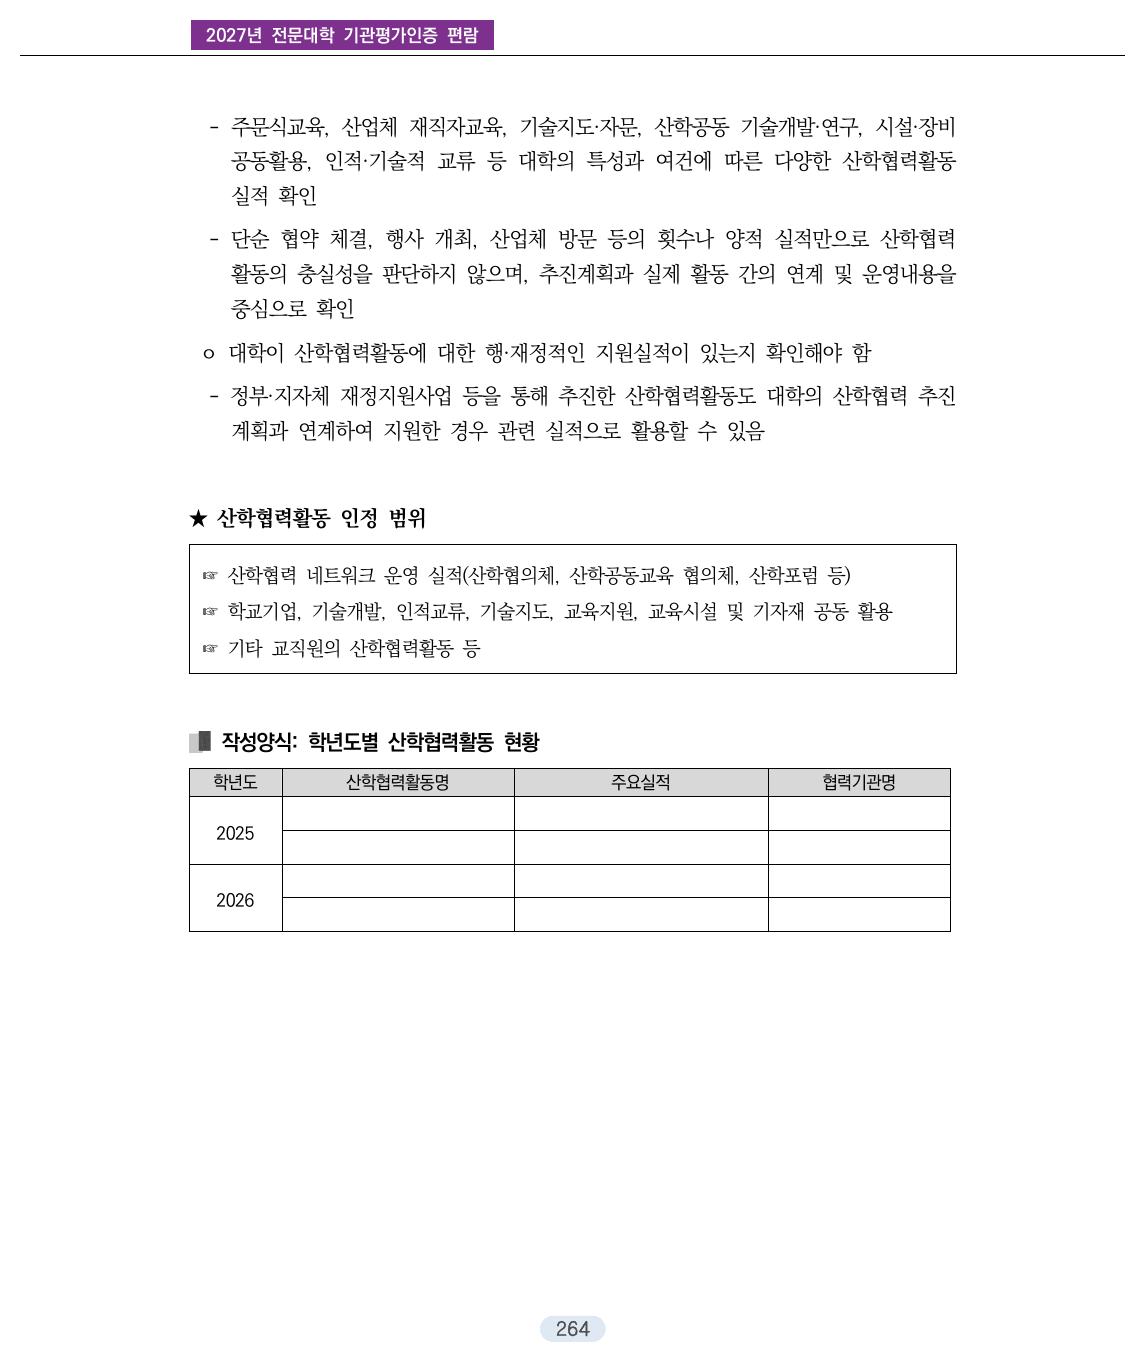 2027년 전문대학 기관평가인증 편람
- 주문식교육, 산업체 재직자교육, 기술지도·자문, 산학공동 기술개발·연구, 시설·장비
공동활용, 인적·기술적 교류 등 대학의 특성과 여건에 따른 다양한 산학협력활동
실적 확인
- 단순 협약 체결, 행사 개최, 산업체 방문 등의 횟수나 양적 실적만으로 산학협력
활동의 충실성을 판단하지 않으며, 추진계획과 실제 활동 간의 연계 및 운영내용을
중심으로 확인
ㅇ 대학이 산학협력활동에 대한 행·재정적인 지원실적이 있는지 확인해야 함
- 정부·지자체 재정지원사업 등을 통해 추진한 산학협력활동도 대학의 산학협력 추진
계획과 연계하여 지원한 경우 관련 실적으로 활용할 수 있음
★ 산학협력활동 인정 범위
☞ 산학협력 네트워크 운영 실적(산학협의체, 산학공동교육 협의체, 산학포럼 등)
☞ 학교기업, 기술개발, 인적교류, 기술지도, 교육지원, 교육시설 및 기자재 공동 활용
☞ 기타 교직원의 산학협력활동 등
작성양식: 학년도별 산학협력활동 현황
학년도 산학협력활동명 주요실적 협력기관명
2025
2026
264